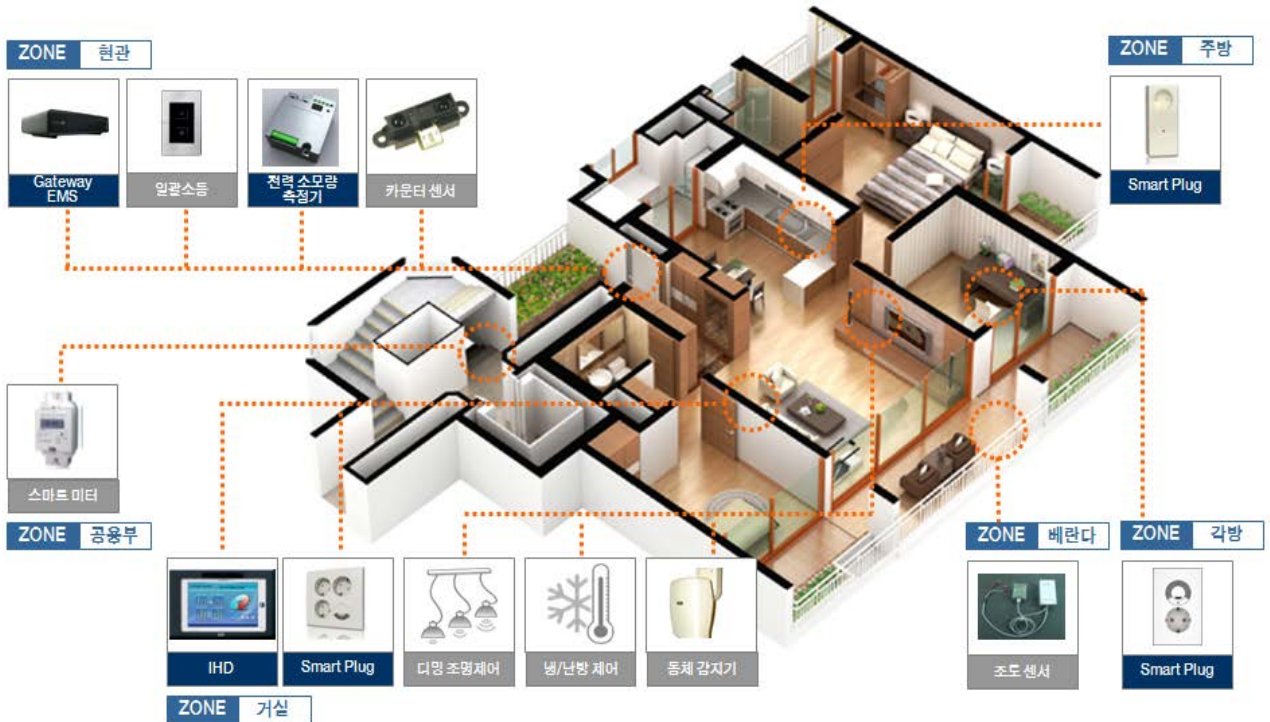 ZONE 현관
Gateway
EMS
일괄소등
전력 소모량
측정기
카운터 센서
ZONE 주방
Smart Plug
스마트 미터
ZONE 공용부
IHD
Smart Plug
디밍 조명제어
냉/난방 제어
동체 감지기
ZONE 거실
ZONE 베란다
조도 센서
ZONE 각방
Smart Plug